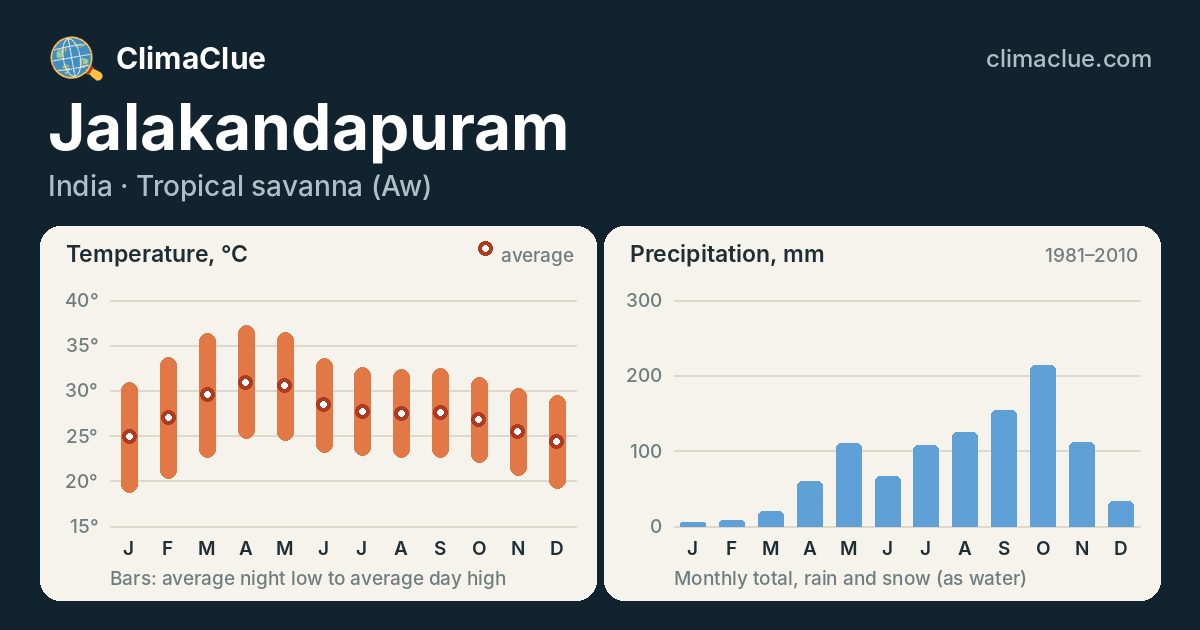 ClimaClue
climaclue.com
Jalakandapuram
India · Tropical savanna (Aw)
Temperature, °C
average
40°
35°
30°
25°
20°
15°
J F M A M J J A S O N D
Bars: average night low to average day high
Precipitation, mm
1981–2010
300
200
100
0
J F M A M J J A S O N D
Monthly total, rain and snow (as water)